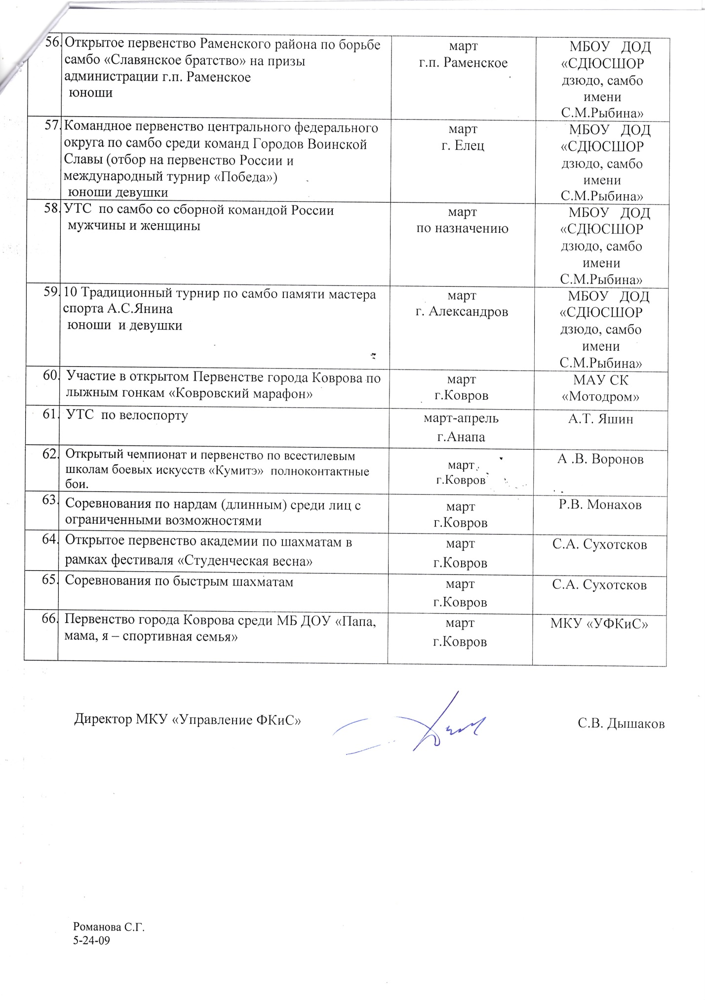 56. Открытое первенство Раменского района по борьбе
самбо «Славянское братство» на призы
администрации г.п. Раменское
юноши
март
г.п. Раменское
МБОУ ДОД
«СДЮСШОР
дзюдо, самбо
имени
С.М.Рыбина»
57. Командное первенство центрального федерального
округа по самбо среди команд Городов Воинской
Славы (отбор на первенство России и
международный турнир «Победа»)
юноши девушки
март
г. Елец
МБОУ ДОД
«СДЮСШОР
дзюдо, самбо
имени
С.М.Рыбина»
58. УТС по самбо со сборной командой России
мужчины и женщины
март
по назначению
МБОУ ДОД
«СДЮСШОР
дзюдо, самбо
имени
С.М.Рыбина»
59. 10 Традиционный турнир по самбо памяти мастера
спорта А.С.Янина
юноши и девушки
март
г. Александров
МБОУ ДОД
«СДЮСШОР
дзюдо, самбо
имени
С.М.Рыбина»
60. Участие в открытом Первенстве города Коврова по
лыжным гонкам «Ковровский марафон»
март
г.Ковров
МАУ СК
«Мотодром»
61. УТС по велоспорту
март-апрель
г.Анапа
А.Т. Яшин
62. Открытый чемпионат и первенство по всестилевым
школам боевых искусств «Кумитэ» полноконтактные
бои.
март
г.Ковров
А .В. Воронов
63. Соревнования по нардам (длинным) среди лиц с
ограниченными возможностями
март
г.Ковров
Р.В. Монахов
64. Открытое первенство академии по шахматам в
рамках фестиваля «Студенческая весна»
март
г.Ковров
С.А. Сухотсков
65. Соревнования по быстрым шахматам
март
г.Ковров
С.А. Сухотсков
66. Первенство города Коврова среди МБ ДОУ «Папа,
мама, я – спортивная семья»
март
г.Ковров
МКУ «УФКиС»
Директор МКУ «Управление ФКиС»
С.В. Дышаков
Романова С.Г.
5-24-09